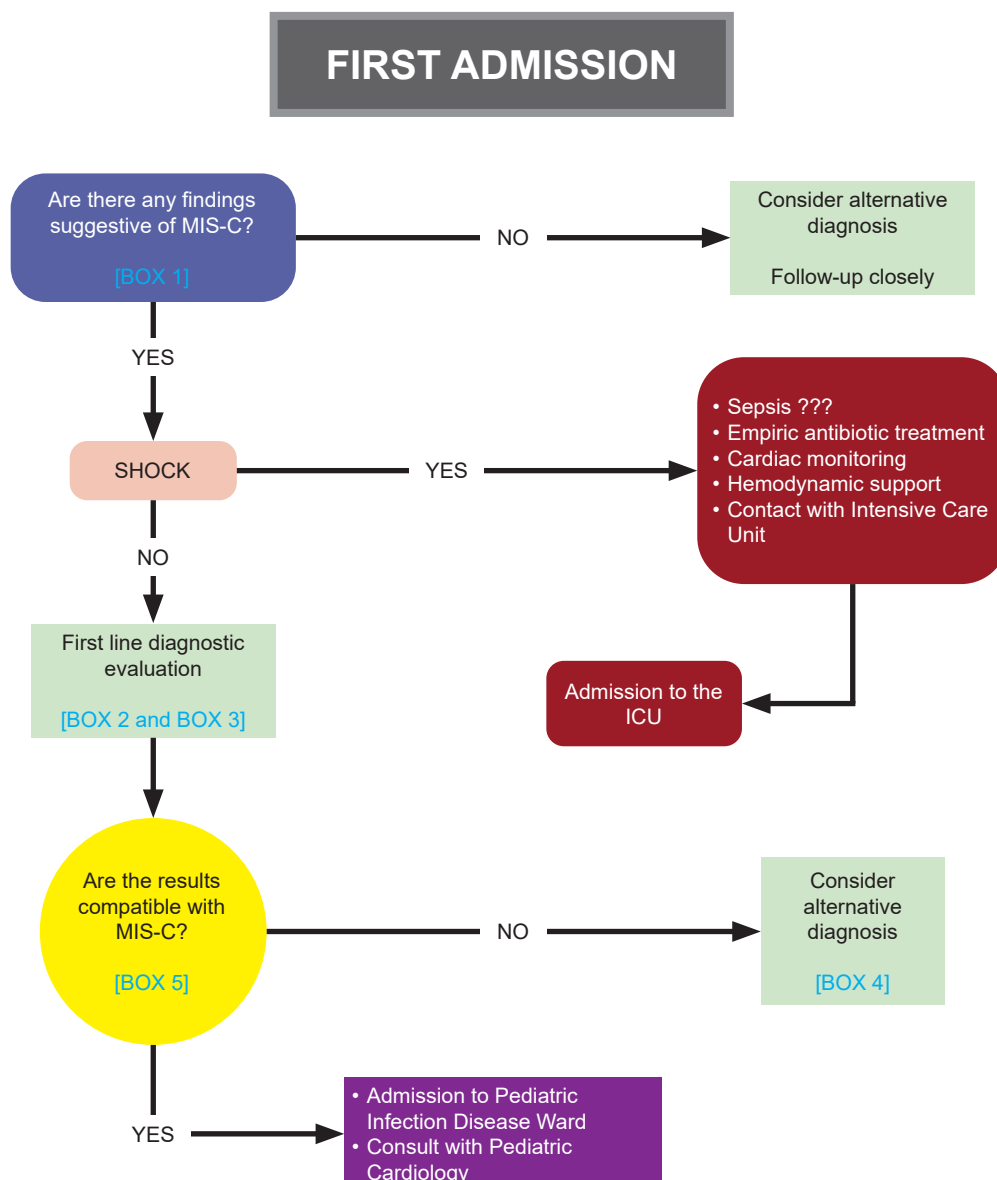 FIRST ADMISSION
Are there any findings
suggestive of MIS-C?
[BOX 1]
NO
Consider alternative
diagnosis
Follow-up closely
YES
SHOCK
YES
• Sepsis ???
• Empiric antibiotic treatment
• Cardiac monitoring
• Hemodynamic support
• Contact with Intensive Care
Unit
NO
First line diagnostic
evaluation
[BOX 2 and BOX 3]
Admission to the
ICU
Are the results
compatible with
MIS-C?
[BOX 5]
NO
Consider
alternative
diagnosis
[BOX 4]
YES
• Admission to Pediatric
Infection Disease Ward
• Consult with Pediatric
Cardiology